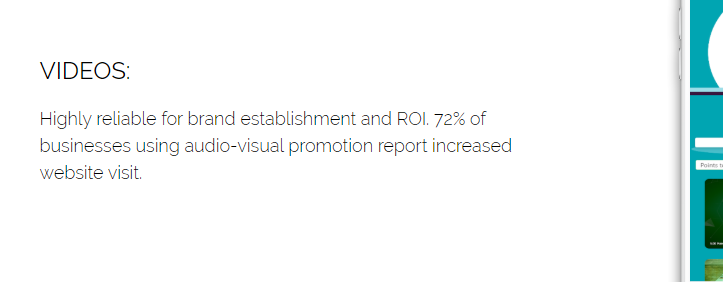 VIDEOS:
Highly reliable for brand establishment and ROI. 72% of
businesses using audio-visual promotion report increased
website visit.
Points t